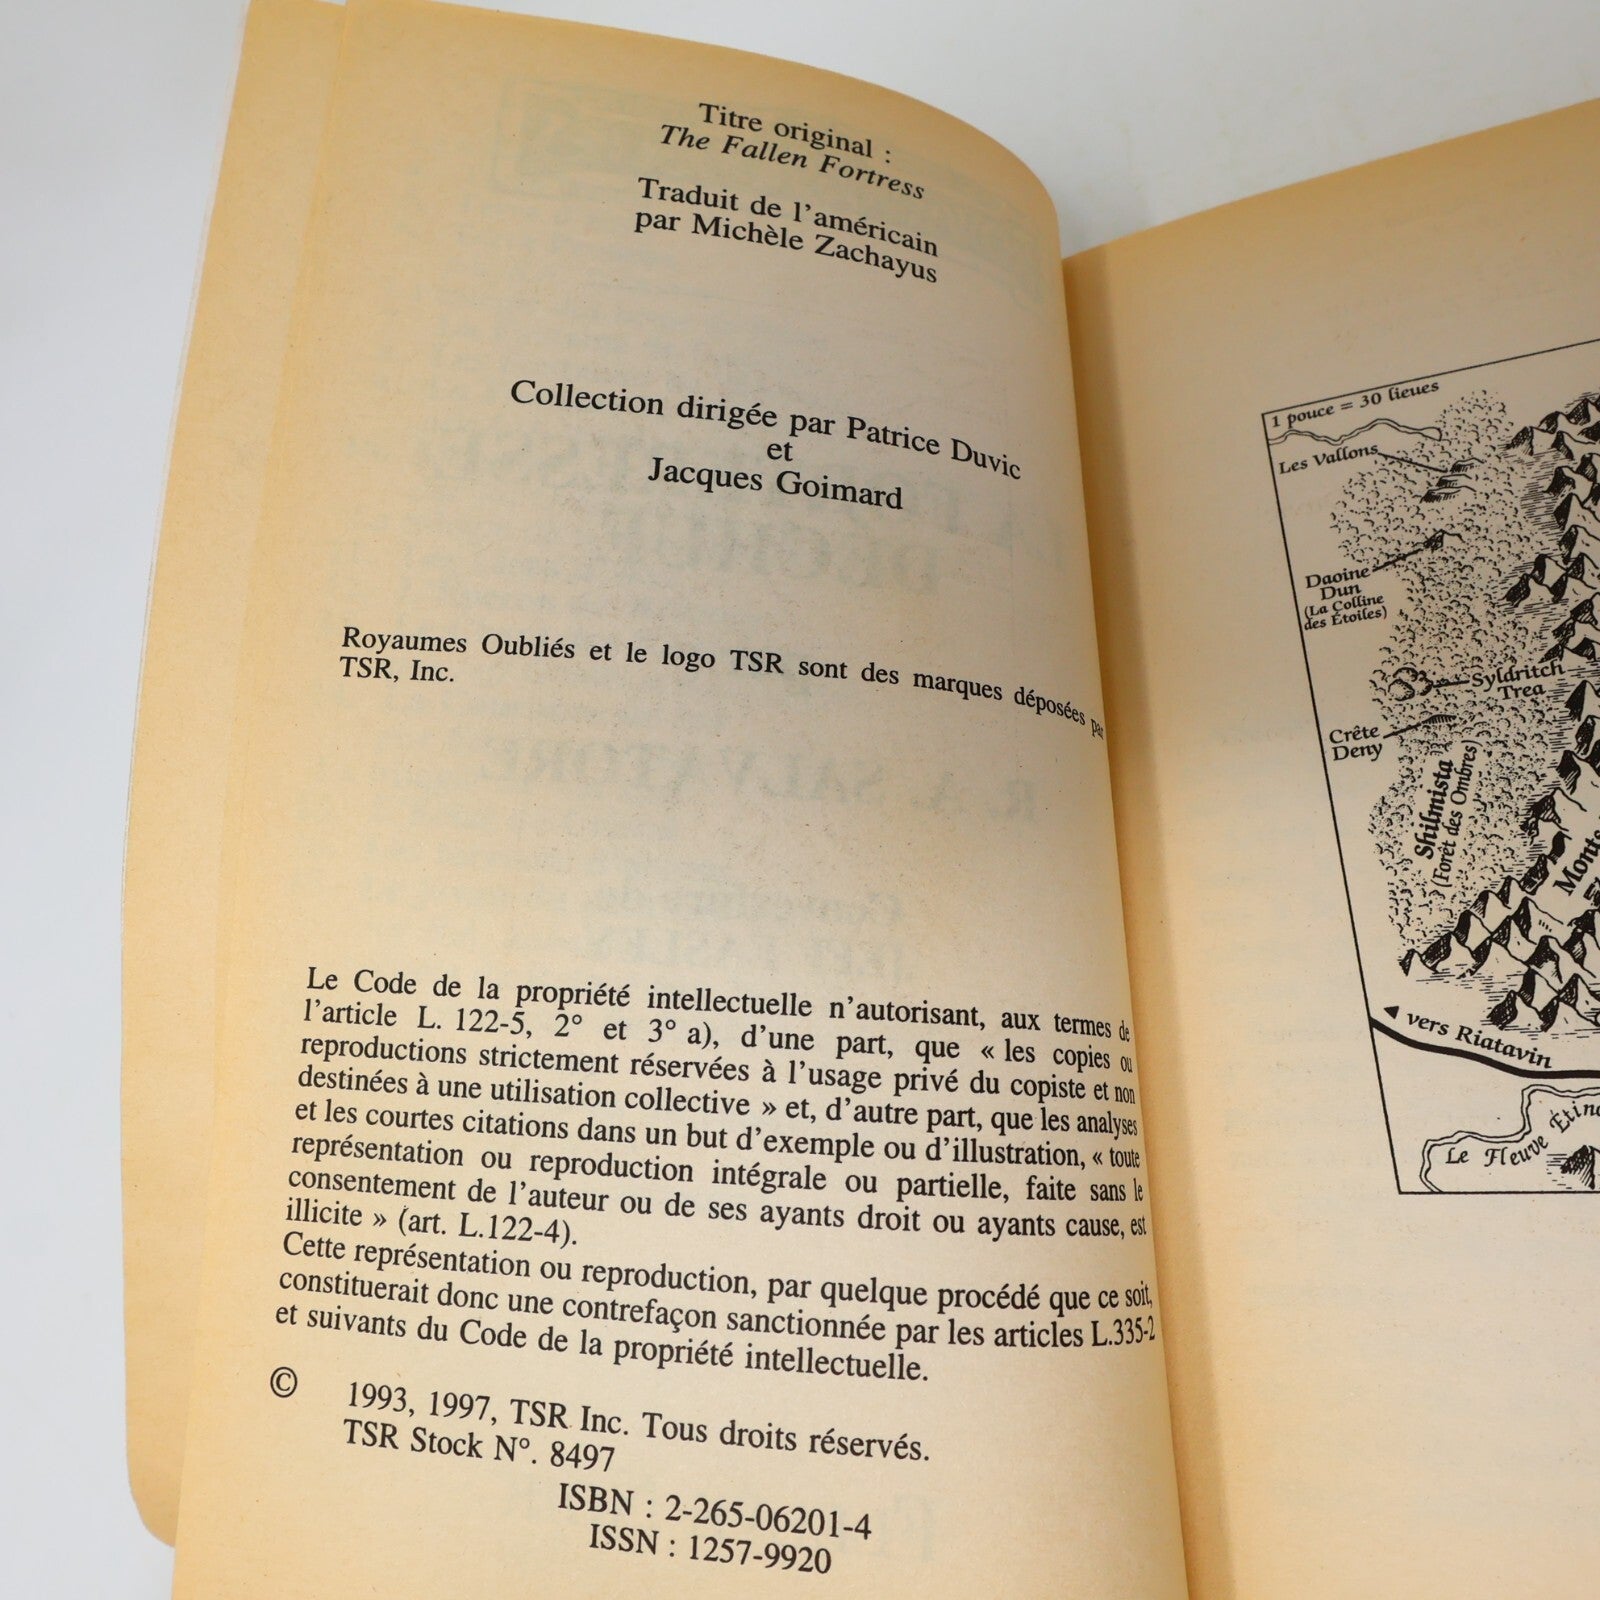 Titre original :
The Fallen Fortress
Traduit de l'américain
par Michèle Zachayus
Collection dirigée par Patrice Duvic
et
Jacques Goimard
Royaumes Oubliés et le logo TSR sont des marques déposées par
TSR, Inc.
Le Code de la propriété intellectuelle n'autorisant, aux termes de
l'article L. 122-5, 2° et 3° a), d'une part, que « les copies ou
reproductions strictement réservées à l'usage privé du copiste et non
destinées à une utilisation collective » et, d'autre part, que les analyses
et les courtes citations dans un but d'exemple ou d'illustration, « toute
représentation ou reproduction intégrale ou partielle, faite sans le
consentement de l'auteur ou de ses ayants droit ou ayants cause, est
illicite » (art. L.122-4).
Cette représentation ou reproduction, par quelque procédé que ce soit,
constituerait donc une contrefaçon sanctionnée par les articles L.335-2
et suivants du Code de la propriété intellectuelle.
© 1993, 1997, TSR Inc. Tous droits réservés.
TSR Stock N°. 8497
ISBN : 2-265-06201-4
ISSN : 1257-9920
1 pouce = 30 lieues
Les Vallons
Daoine
Dun
(La Colline
des Étoiles)
Syldritch
Trea
Crête
Deny
Shilmista
(Forêt des Ombres)
Monts
vers Riatavin
Le Fleuve